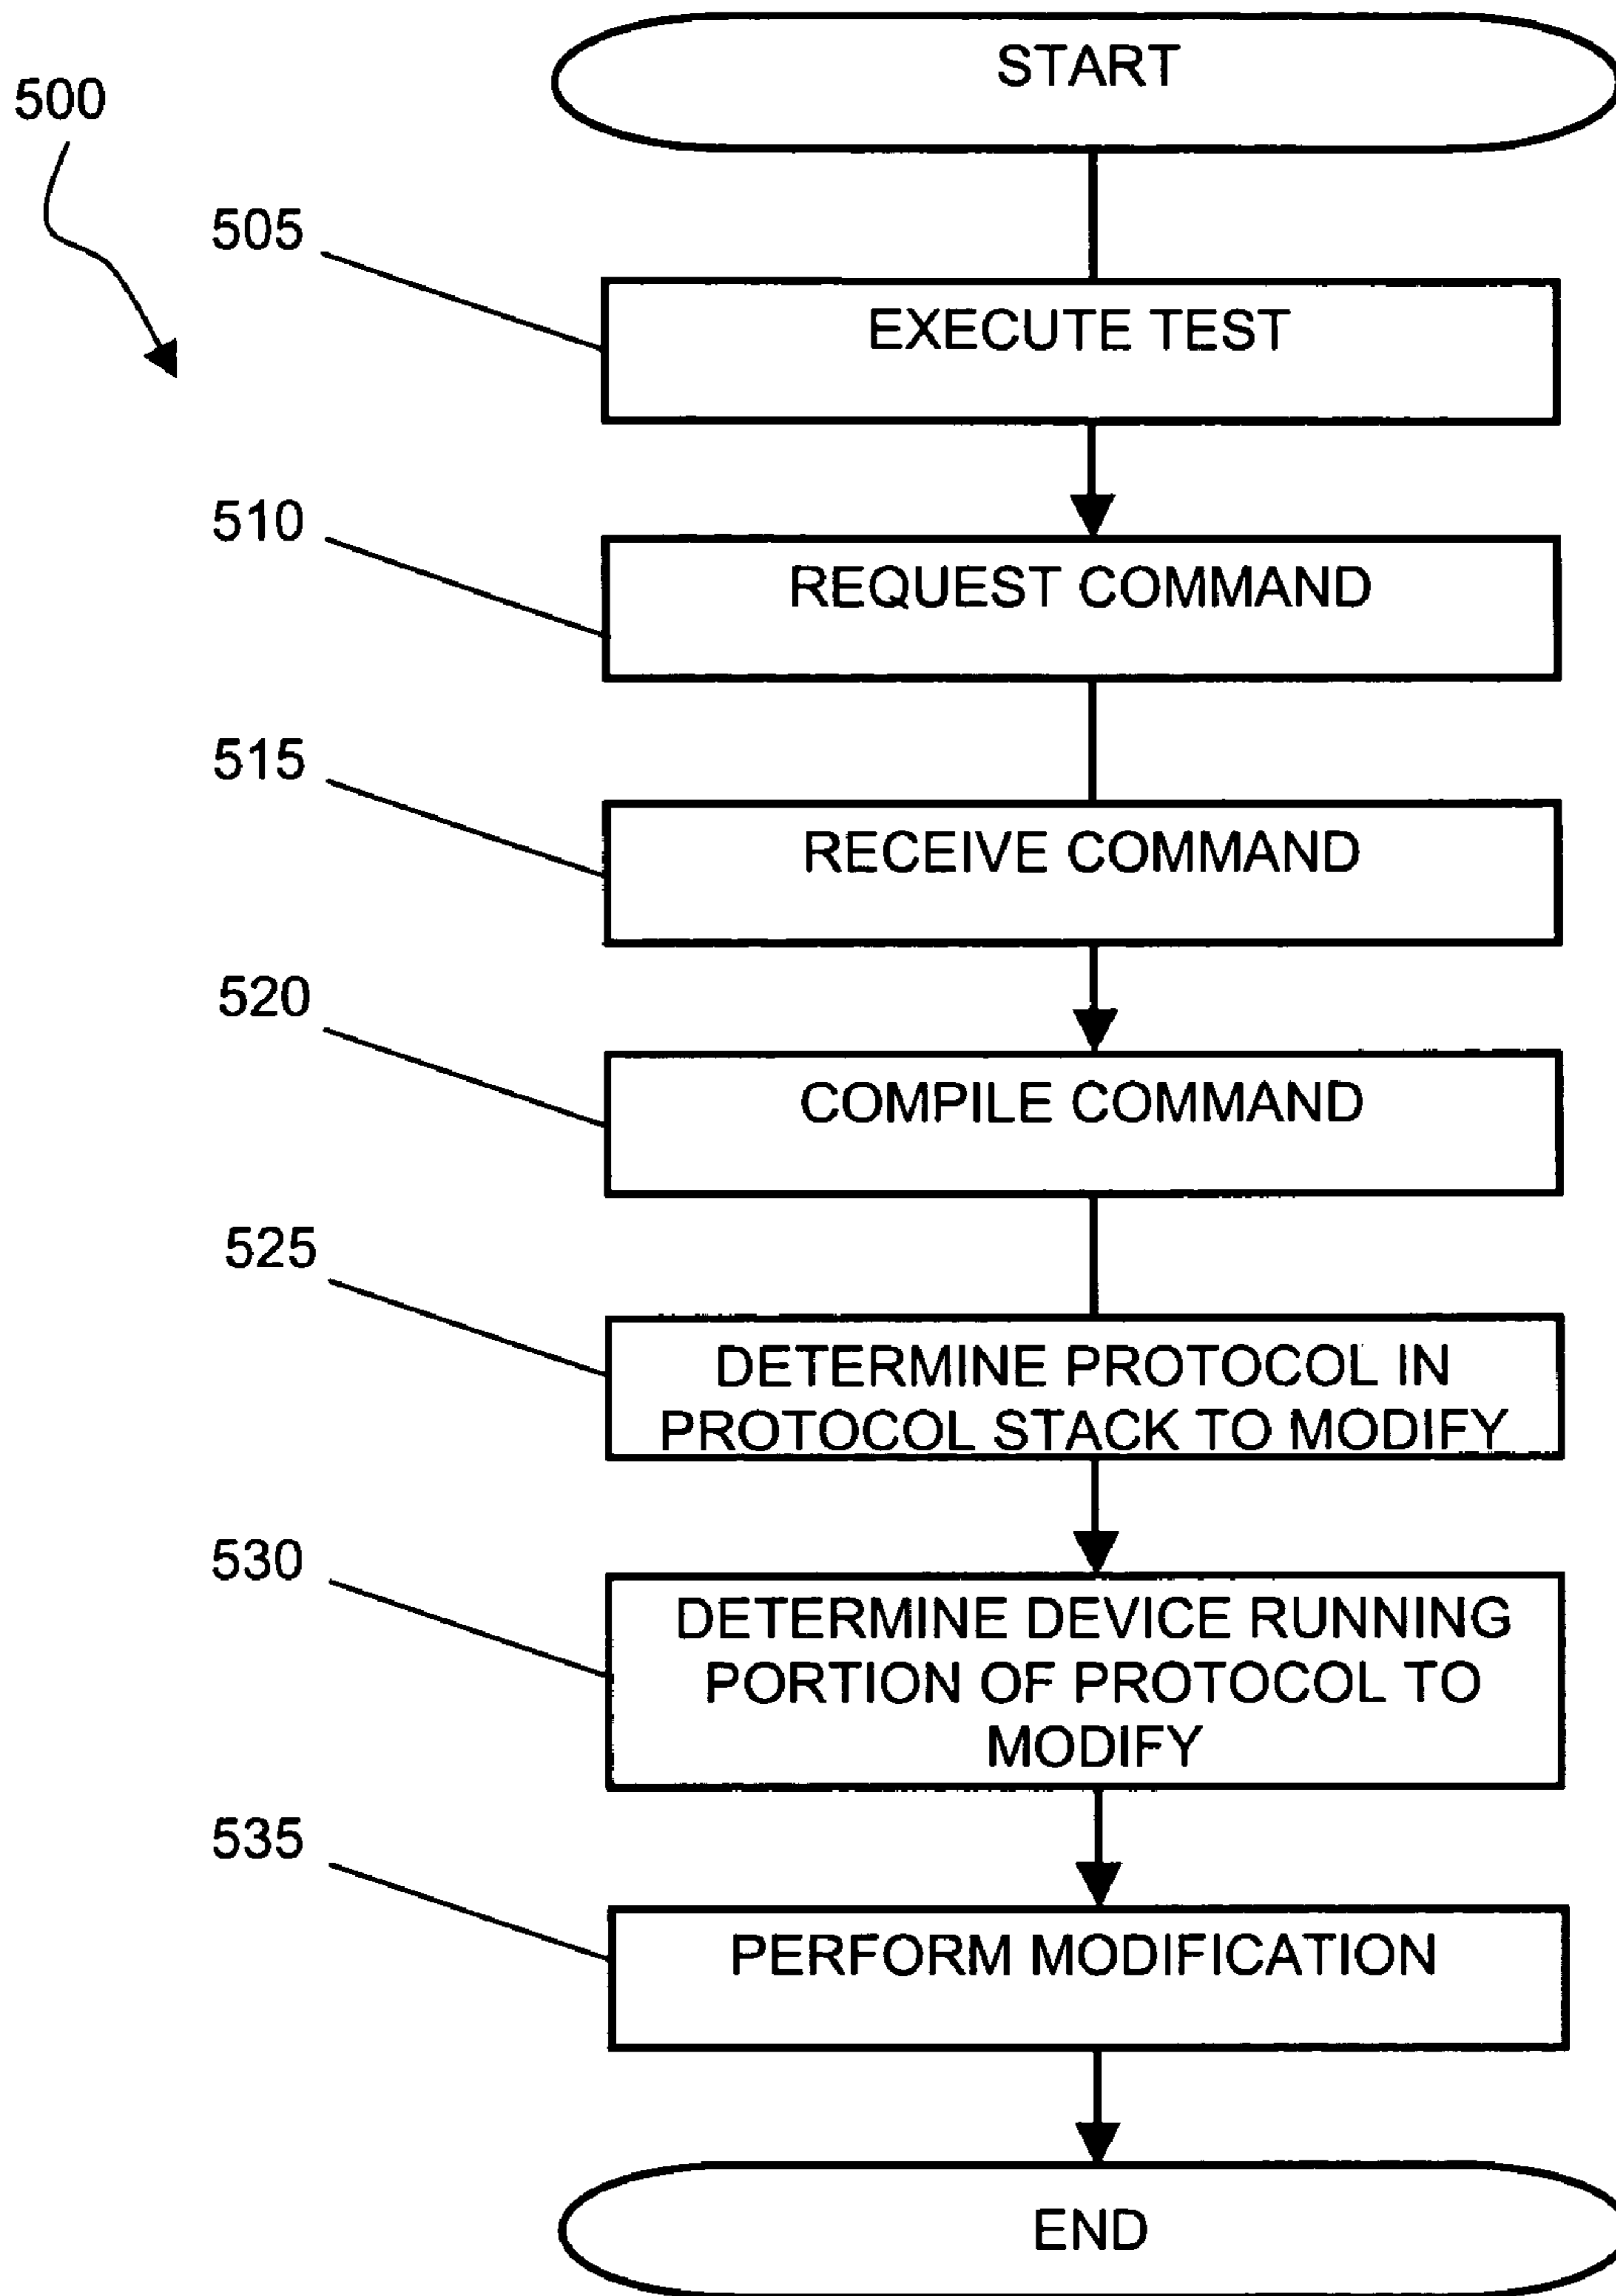 START
500
505
EXECUTE TEST
510
REQUEST COMMAND
515
RECEIVE COMMAND
520
COMPILE COMMAND
525
DETERMINE PROTOCOL IN
PROTOCOL STACK TO MODIFY
530
DETERMINE DEVICE RUNNING
PORTION OF PROTOCOL TO
MODIFY
535
PERFORM MODIFICATION
END